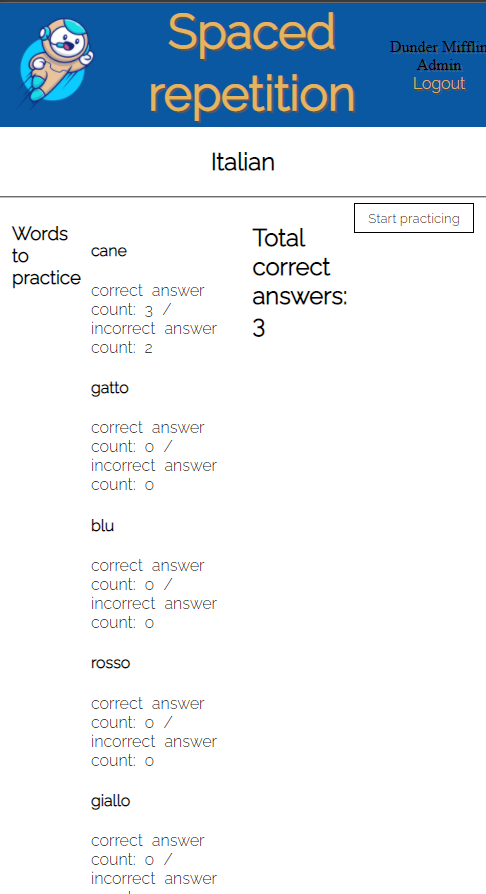 Spaced
repetition
Dunder Mifflin
Admin
Logout
Italian
Start practicing
Words
to
practice
cane
correct answer
count: 3 /
incorrect answer
count: 2
gatto
correct answer
count: 0 /
incorrect answer
count: 0
blu
correct answer
count: 0 /
incorrect answer
count: 0
rosso
correct answer
count: 0 /
incorrect answer
count: 0
giallo
correct answer
count: 0 /
incorrect answer
Total
correct
answers:
3